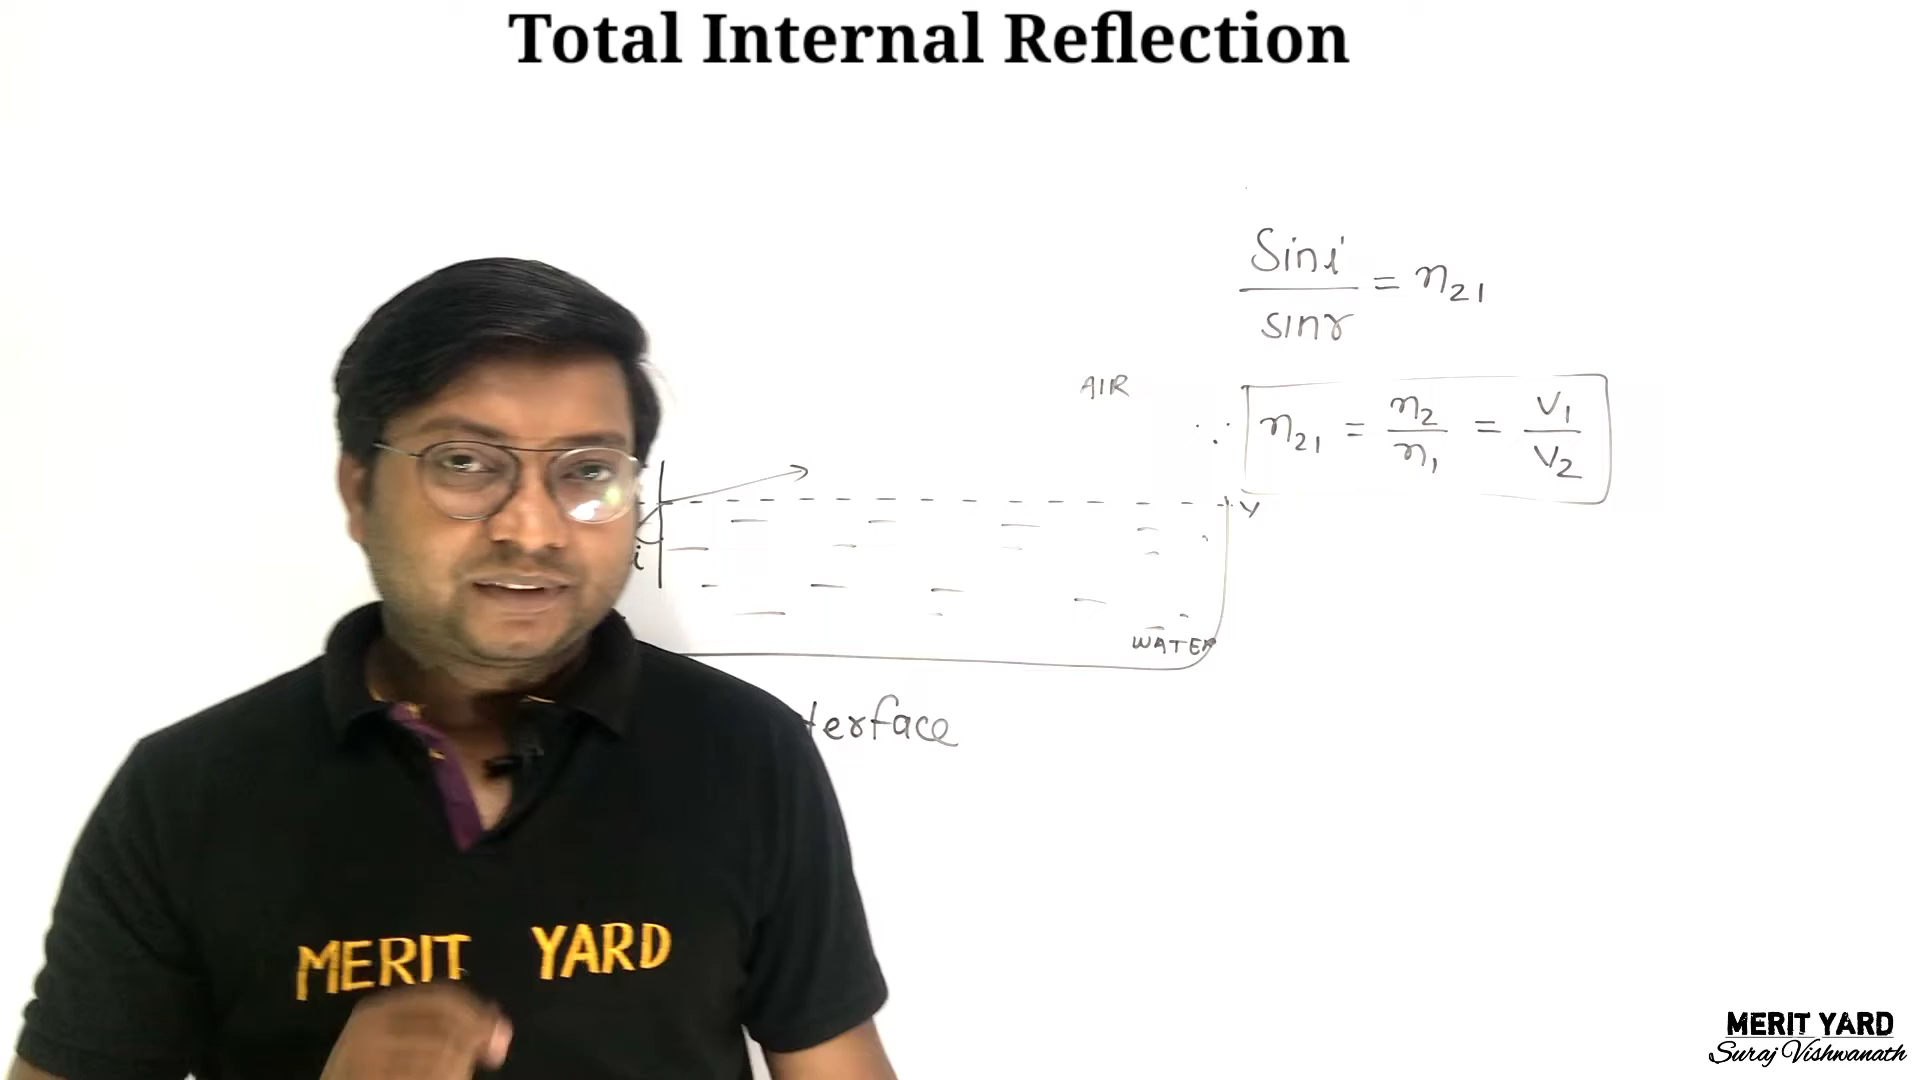 Total Internal Reflection
Sin i
sin r
= n21
AIR
∵ n21 = n2/n1 = v1/v2
Y
i
WATER
terface
MERIT YARD
MERIT YARD
Suraj Vishwanath